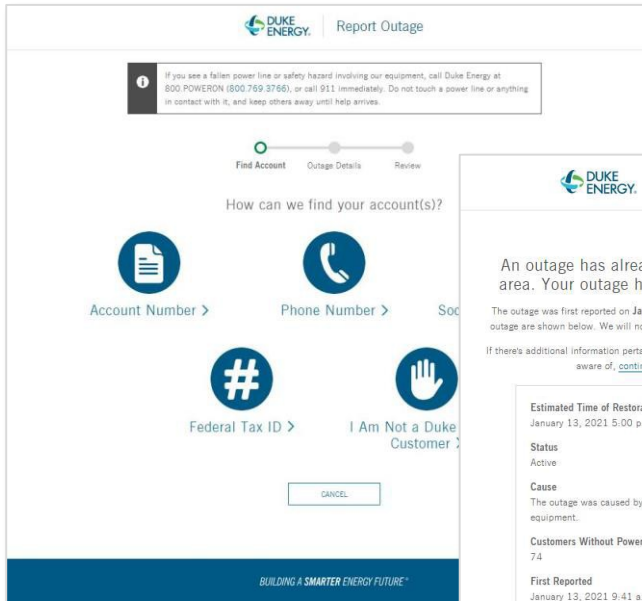 DUKE
ENERGY.
Report Outage
If you see a fallen power line or safety hazard involving our equipment, call Duke Energy at
800.POWERON (800.769.3766), or call 911 immediately. Do not touch a power line or anything
in contact with it, and keep others away until help arrives.
Find Account
Outage Details
Review
How can we find your account(s)?
Account Number >
Phone Number >
Soc
Federal Tax ID >
I Am Not a Duke
Customer
CANCEL
BUILDING A SMARTER ENERGY FUTURE
DUKE
ENERGY.
An outage has alrea
area. Your outage h
The outage was first reported on Ja
outage are shown below. We will no
If there's additional information perta
aware of, contin
Estimated Time of Restora
January 13, 2021 5:00 p
Status
Active
Cause
The outage was caused by
equipment.
Customers Without Power
74
First Reported
January 13, 2021 9:41 a